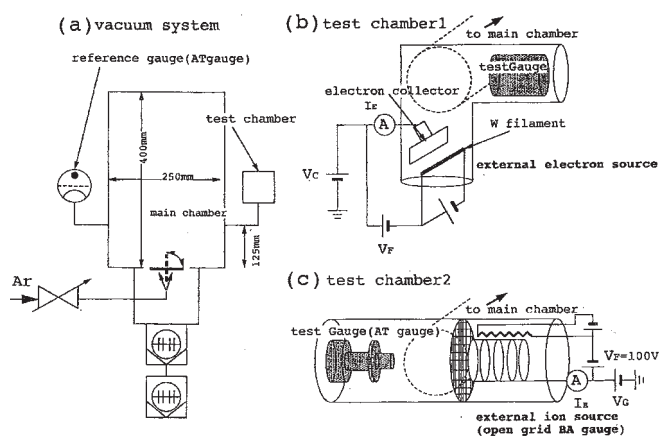 (a) vacuum system
reference gauge(ATgauge)
test chamber
400mm
250mm
main chamber
125mm
Ar
(b) test chamber1
to main chamber
testGauge
electron collector
IE
A
W filament
external electron source
VC
VF
(c) test chamber2
to main chamber
test Gauge(AT gauge)
VF=100V
A
IE
VG
external ion source
(open grid BA gauge)